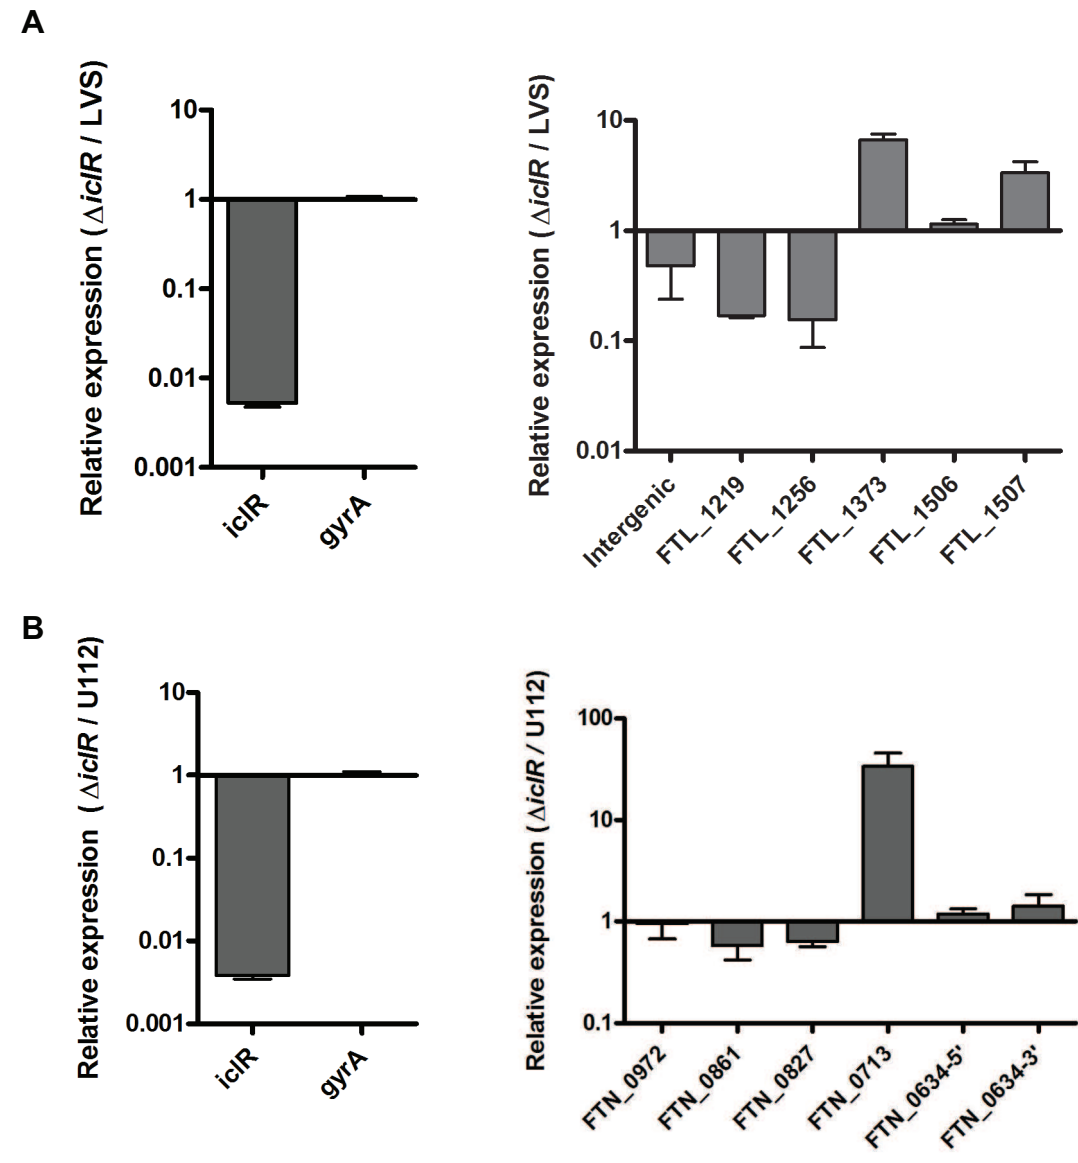 A
Relative expression (ΔiclR / LVS)
10
1
0.1
0.01
0.001
iclR
gyrA
Relative expression (ΔiclR / LVS)
10
1
0.1
0.01
Intergenic
FTL_1219
FTL_1256
FTL_1373
FTL_1506
FTL_1507
B
Relative expression (ΔiclR / U112)
10
1
0.1
0.01
0.001
iclR
gyrA
Relative expression (ΔiclR / U112)
100
10
1
0.1
FTN_0972
FTN_0861
FTN_0827
FTN_0713
FTN_0634-5'
FTN_0634-3'